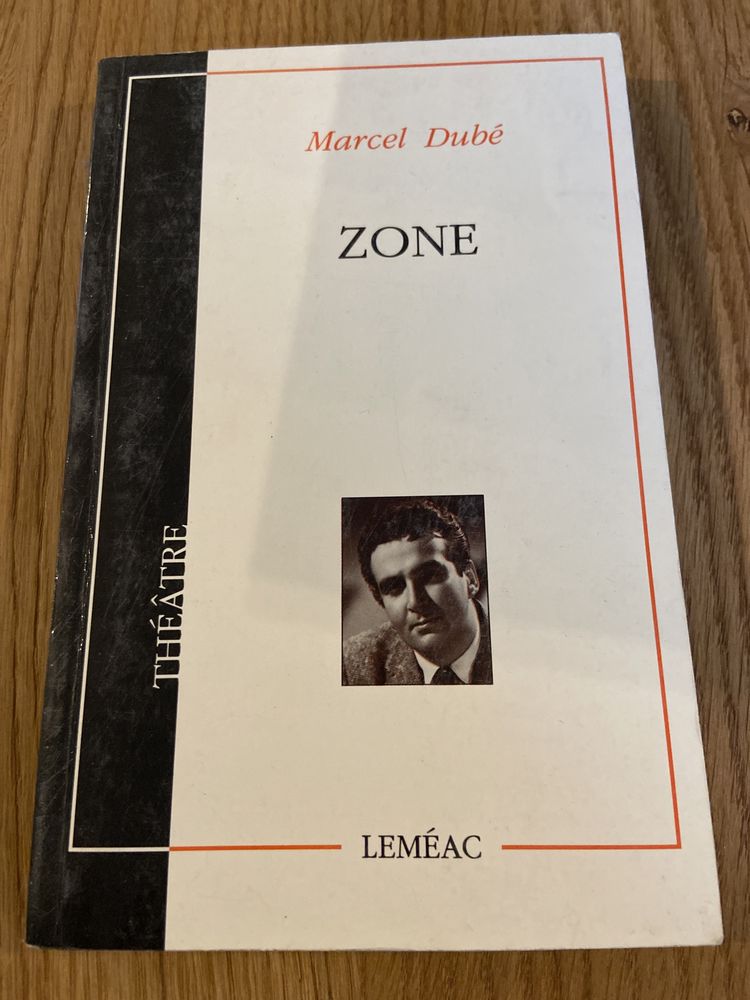 Marcel Dubé
ZONE
THÉÂTRE
LEMÉAC